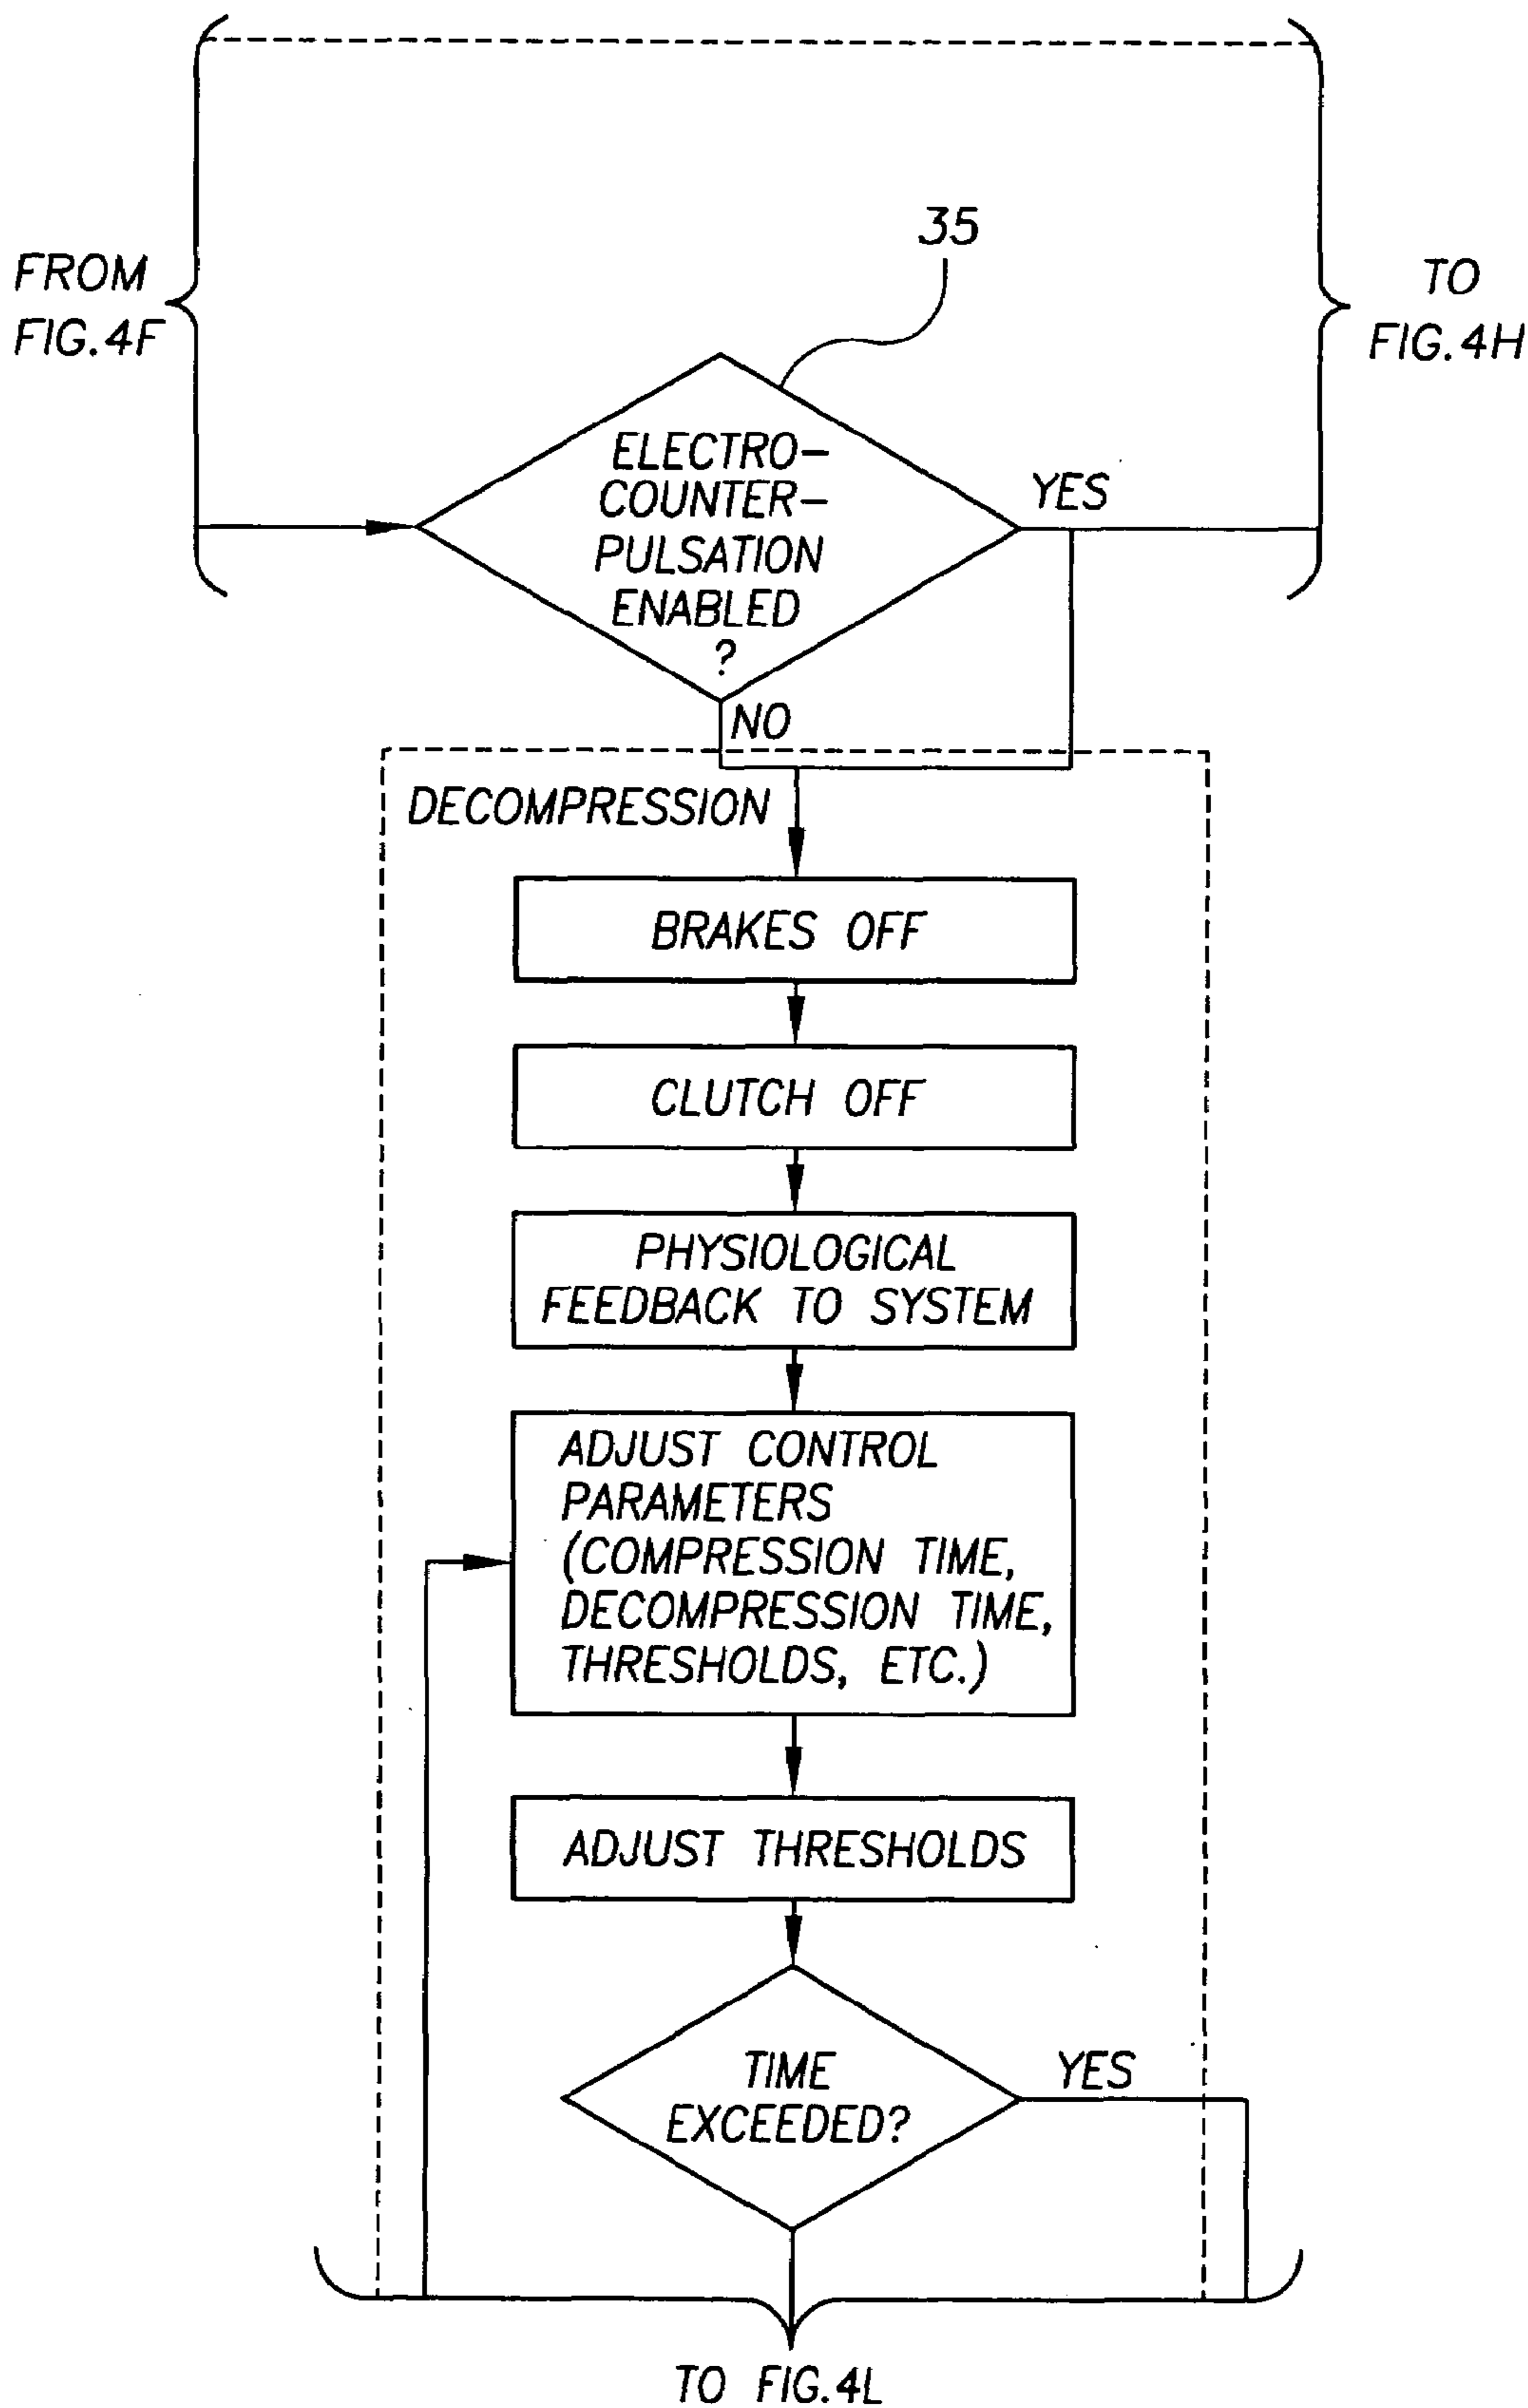 35
FROM
FIG.4F
TO
FIG.4H
ELECTRO-
COUNTER-
PULSATION
ENABLED
?
YES
NO
DECOMPRESSION
BRAKES OFF
CLUTCH OFF
PHYSIOLOGICAL
FEEDBACK TO SYSTEM
ADJUST CONTROL
PARAMETERS
(COMPRESSION TIME,
DECOMPRESSION TIME,
THRESHOLDS, ETC.)
ADJUST THRESHOLDS
TIME
EXCEEDED?
YES
TO FIG.4L